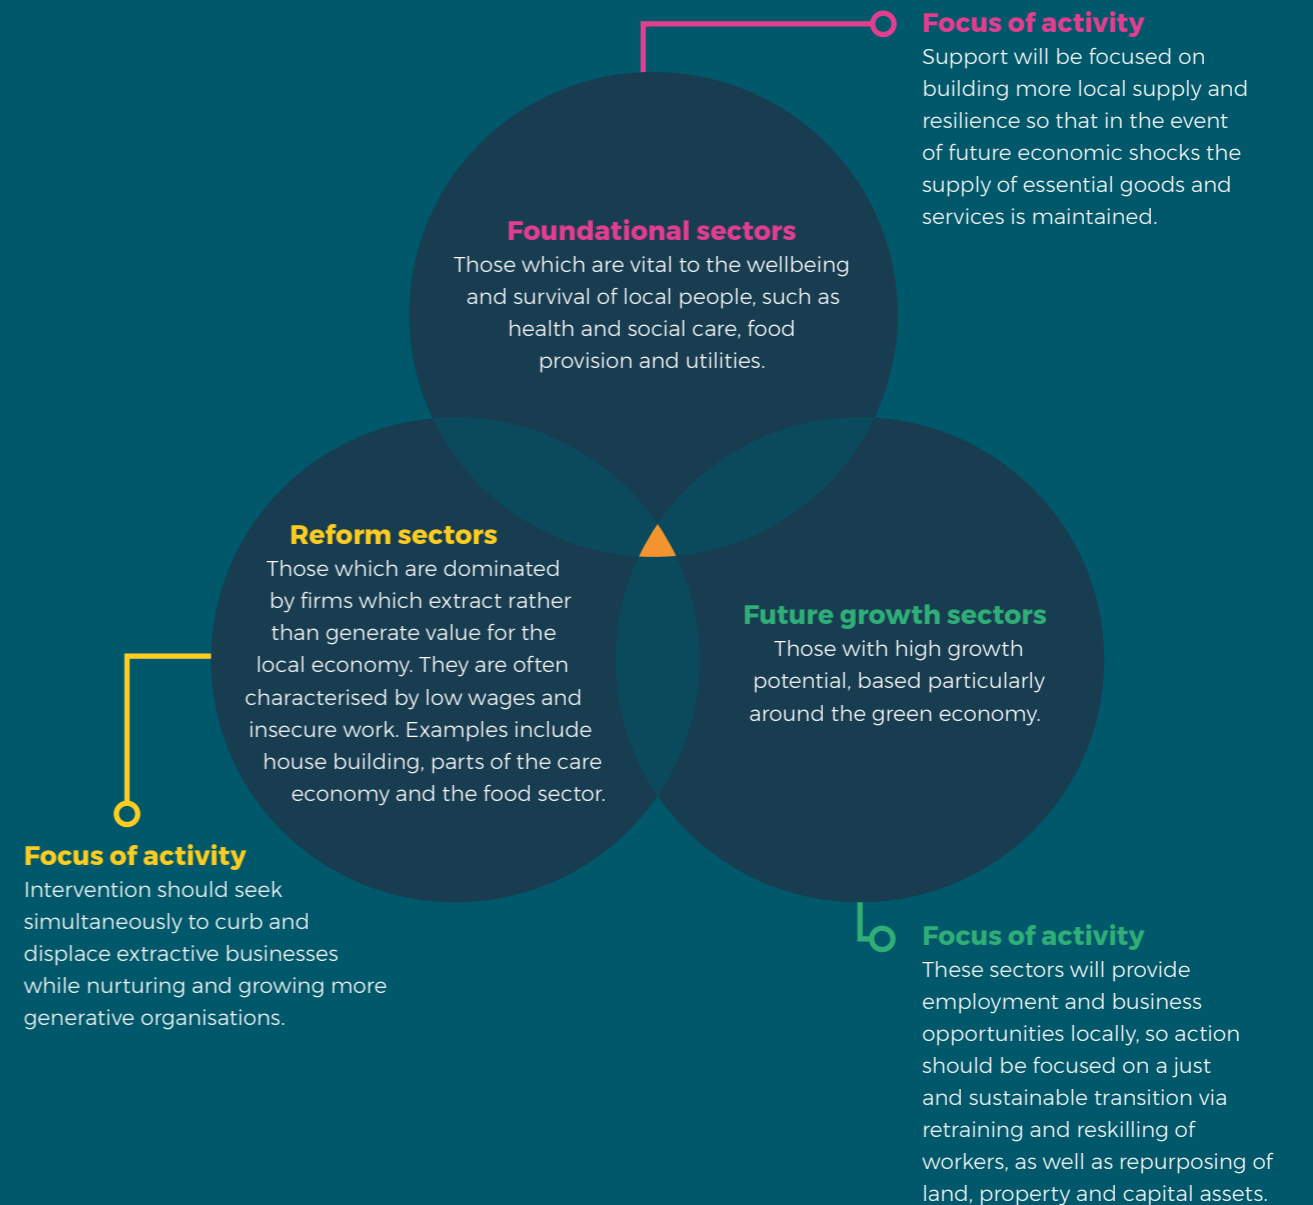 Focus of activity
Support will be focused on
building more local supply and
resilience so that in the event
of future economic shocks the
supply of essential goods and
services is maintained.
Foundational sectors
Those which are vital to the wellbeing
and survival of local people, such as
health and social care, food
provision and utilities.
Reform sectors
Those which are dominated
by firms which extract rather
than generate value for the
local economy. They are often
characterised by low wages and
insecure work. Examples include
house building, parts of the care
economy and the food sector.
Future growth sectors
Those with high growth
potential, based particularly
around the green economy.
Focus of activity
Intervention should seek
simultaneously to curb and
displace extractive businesses
while nurturing and growing more
generative organisations.
Focus of activity
These sectors will provide
employment and business
opportunities locally, so action
should be focused on a just
and sustainable transition via
retraining and reskilling of
workers, as well as repurposing of
land, property and capital assets.